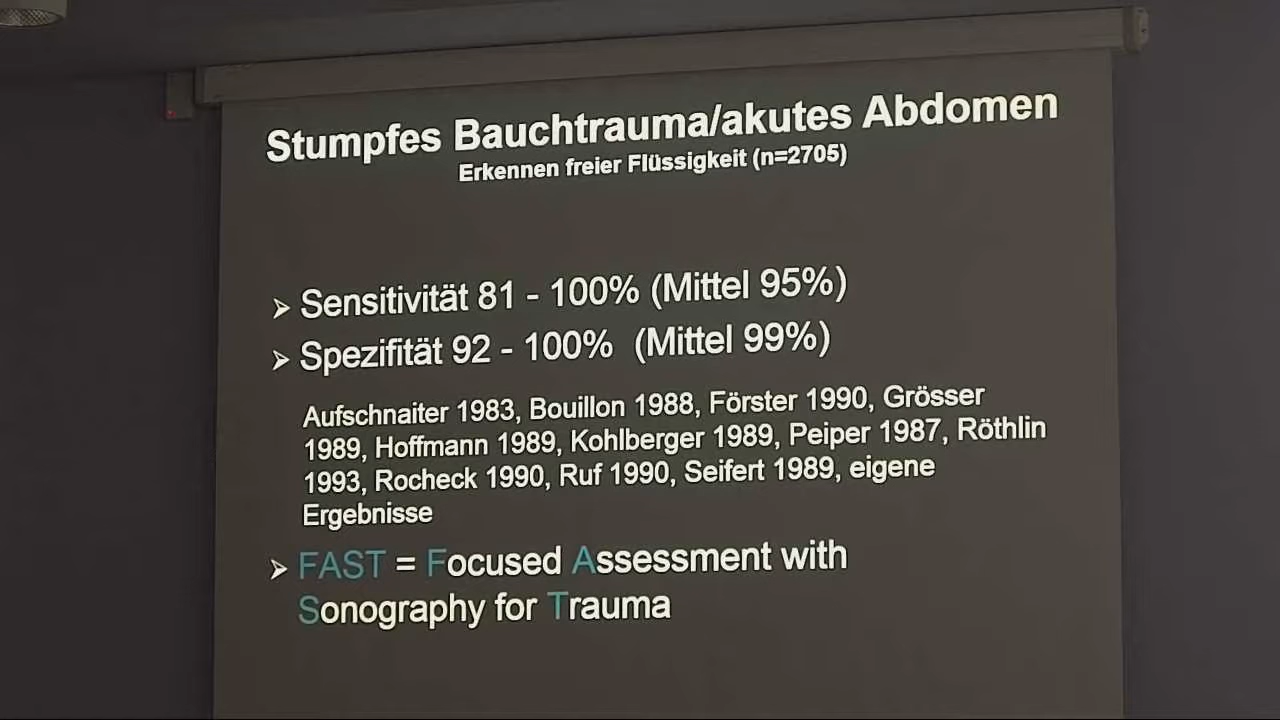 Stumpfes Bauchtrauma/akutes Abdomen
Erkennen freier Flüssigkeit (n=2705)
➢ Sensitivität 81 - 100% (Mittel 95%)
➢ Spezifität 92 - 100% (Mittel 99%)
Aufschnaiter 1983, Bouillon 1988, Förster 1990, Grösser
1989, Hoffmann 1989, Kohlberger 1989, Peiper 1987, Röthlin
1993, Rocheck 1990, Ruf 1990, Seifert 1989, eigene
Ergebnisse
➢ FAST = Focused Assessment with
Sonography for Trauma